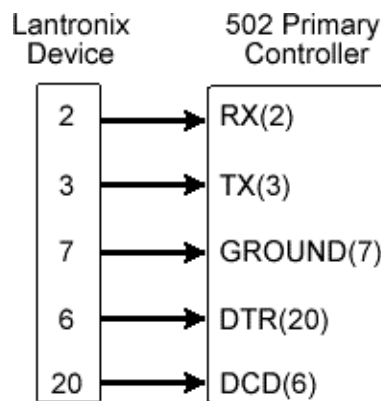 Lantronix Device
502 Primary Controller
2 RX(2)
3 TX(3)
7 GROUND(7)
6 DTR(20)
20 DCD(6)